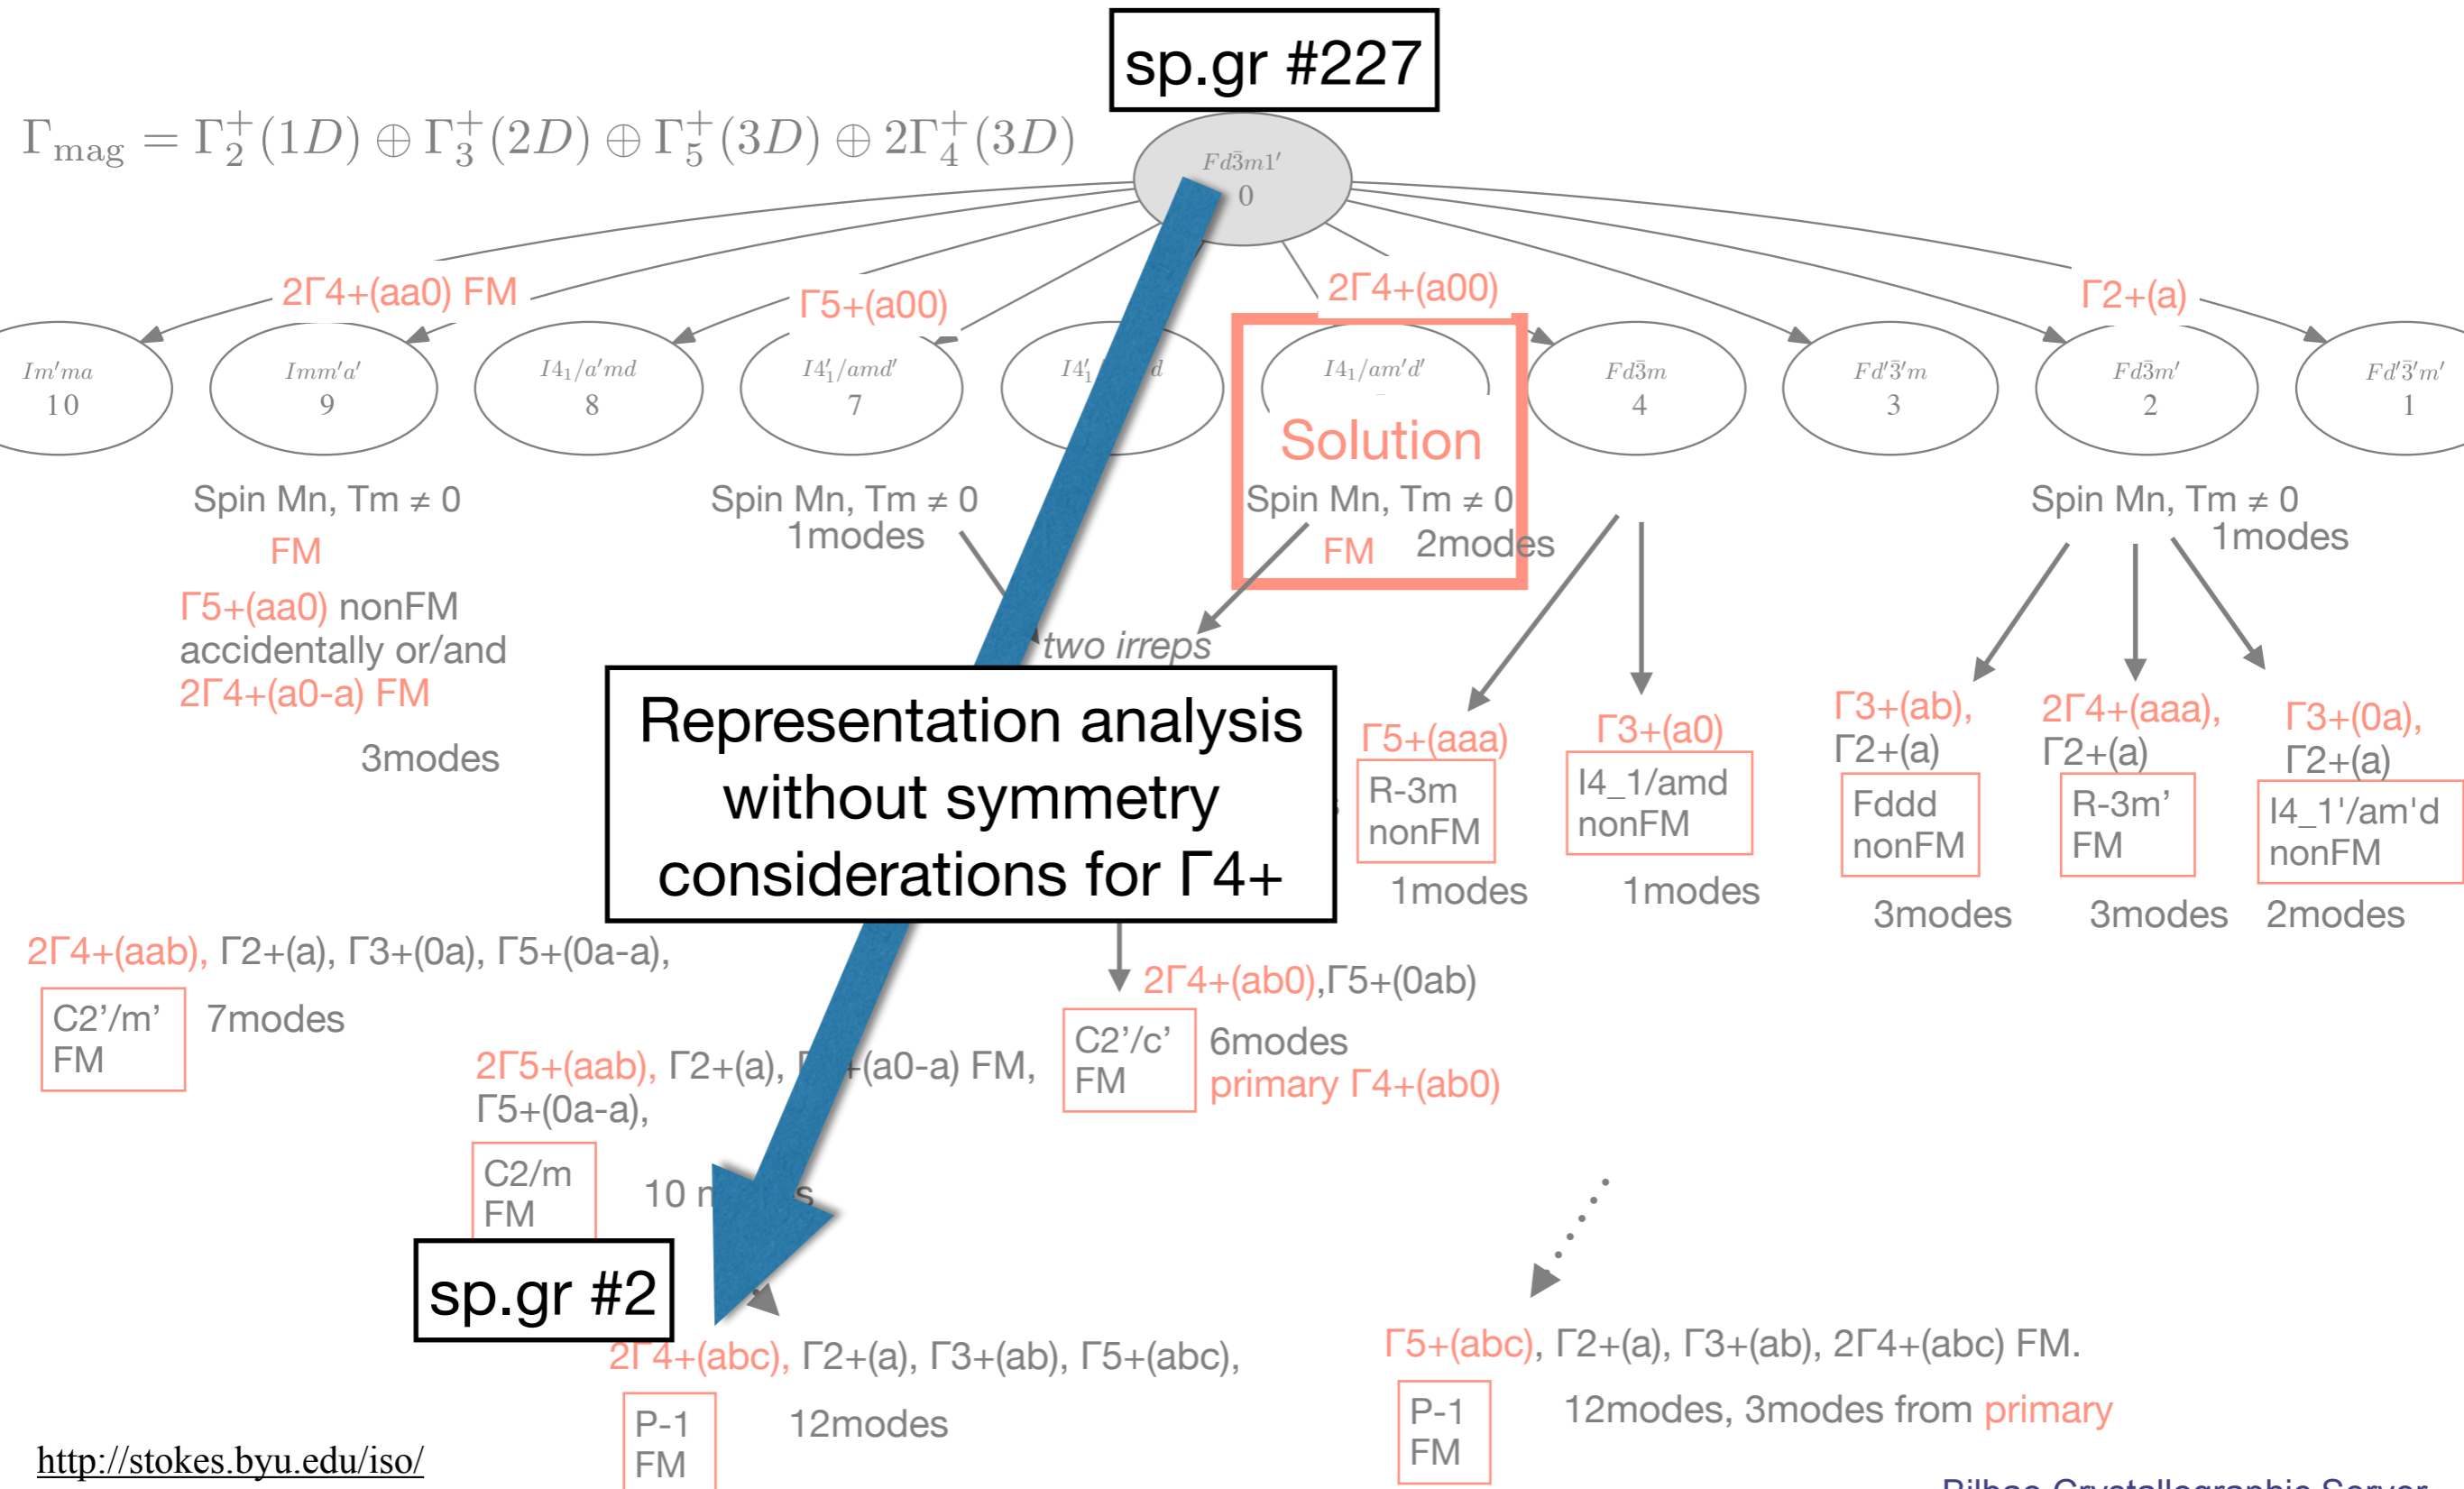 sp.gr #227
Γmag = Γ2+(1D) ⊕ Γ3+(2D) ⊕ Γ5+(3D) ⊕ 2Γ4+(3D)
Fd3̄m1′
0
2Γ4+(aa0) FM
Γ5+(a00)
2Γ4+(a00)
Γ2+(a)
Im′ma
10
Imm′a′
9
I4₁/a′md
8
I4₁′/amd′
7
I4₁′/ d
I4₁/am′d′
Fd3̄m
4
Fd′3̄′m
3
Fd3̄m′
2
Fd′3̄′m′
1
Solution
Spin Mn, Tm ≠ 0
FM
Spin Mn, Tm ≠ 0
1modes
Spin Mn, Tm ≠ 0
FM 2modes
Spin Mn, Tm ≠ 0
1modes
Γ5+(aa0) nonFM
accidentally or/and
2Γ4+(a0-a) FM
3modes
two irreps
Representation analysis
without symmetry
considerations for Γ4+
Γ5+(aaa)
R-3m
nonFM
1modes
Γ3+(a0)
I4_1/amd
nonFM
1modes
Γ3+(ab),
Γ2+(a)
Fddd
nonFM
3modes
2Γ4+(aaa),
Γ2+(a)
R-3m’
FM
3modes
Γ3+(0a),
Γ2+(a)
I4_1'/am'd
nonFM
2modes
2Γ4+(aab), Γ2+(a), Γ3+(0a), Γ5+(0a-a),
C2’/m’
FM
7modes
2Γ4+(ab0),Γ5+(0ab)
C2’/c’
FM
6modes
primary Γ4+(ab0)
2Γ5+(aab), Γ2+(a), +(a0-a) FM,
Γ5+(0a-a),
C2/m
FM
10
sp.gr #2
2Γ4+(abc), Γ2+(a), Γ3+(ab), Γ5+(abc),
P-1
FM
12modes
Γ5+(abc), Γ2+(a), Γ3+(ab), 2Γ4+(abc) FM.
P-1
FM
12modes, 3modes from primary
http://stokes.byu.edu/iso/
Bilbao Crystallographic Server